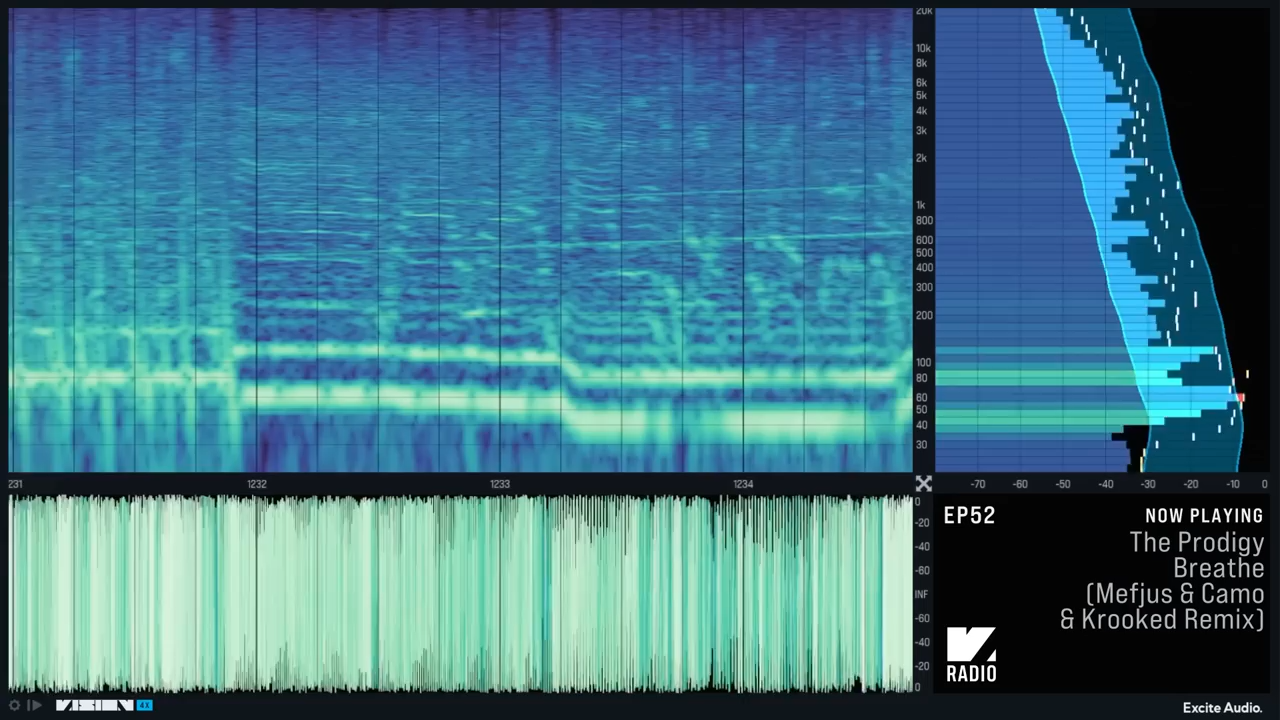 20k
10k
8k
6k
5k
4k
3k
2k
1k
800
600
500
400
300
200
100
80
60
50
40
30
231 1232 1233 1234
-70 -60 -50 -40 -30 -20 -10 0
0
-20
-40
-60
INF
-60
-40
-20
0
EP52
NOW PLAYING
The Prodigy
Breathe
(Mefjus & Camo
& Krooked Remix)
RADIO
VISION 4X
Excite Audio.